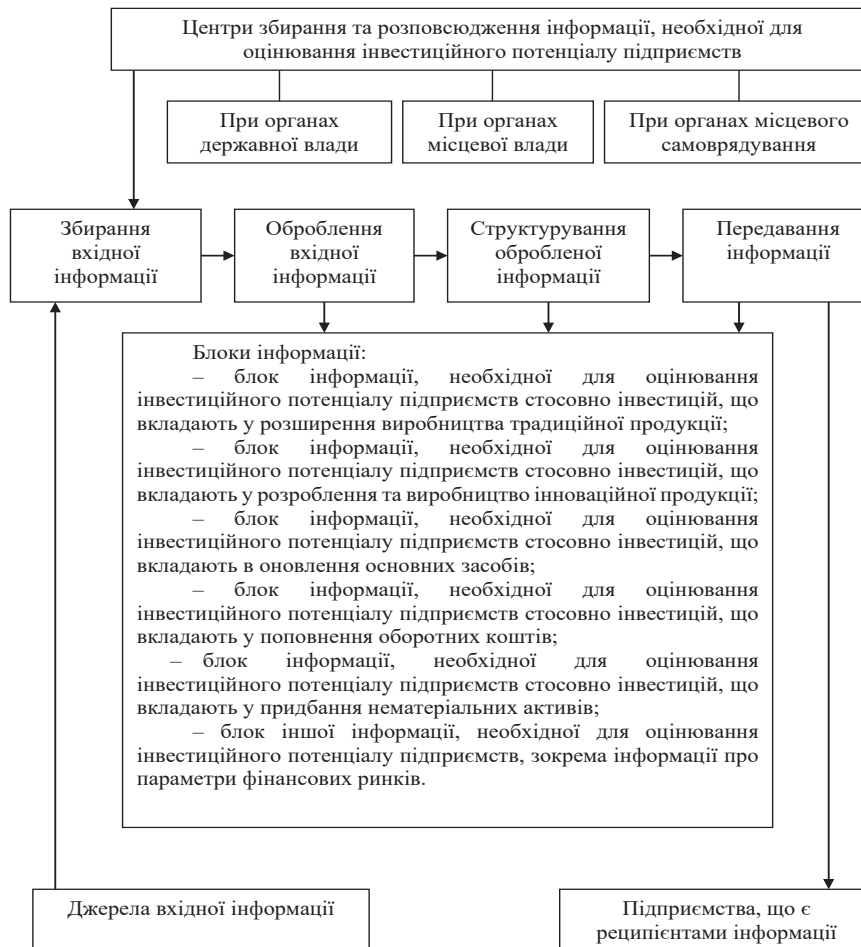 Центри збирання та розповсюдження інформації, необхідної для
оцінювання інвестиційного потенціалу підприємств
При органах
державної влади
При органах
місцевої влади
При органах місцевого
самоврядування
Збирання
вхідної
інформації
Оброблення
вхідної
інформації
Структурування
обробленої
інформації
Передавання
інформації
Блоки інформації:
– блок інформації, необхідної для оцінювання
інвестиційного потенціалу підприємств стосовно інвестицій, що
вкладають у розширення виробництва традиційної продукції;
– блок інформації, необхідної для оцінювання
інвестиційного потенціалу підприємств стосовно інвестицій, що
вкладають у розроблення та виробництво інноваційної продукції;
– блок інформації, необхідної для оцінювання
інвестиційного потенціалу підприємств стосовно інвестицій, що
вкладають в оновлення основних засобів;
– блок інформації, необхідної для оцінювання
інвестиційного потенціалу підприємств стосовно інвестицій, що
вкладають у поповнення оборотних коштів;
– блок інформації, необхідної для оцінювання
інвестиційного потенціалу підприємств стосовно інвестицій, що
вкладають у придбання нематеріальних активів;
– блок іншої інформації, необхідної для оцінювання
інвестиційного потенціалу підприємств, зокрема інформації про
параметри фінансових ринків.
Джерела вхідної інформації
Підприємства, що є
реципієнтами інформації